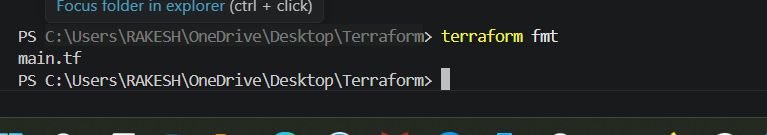 Focus folder in explorer (ctrl + click)
PS C:\Users\RAKESH\OneDrive\Desktop\Terraform> terraform fmt
main.tf
PS C:\Users\RAKESH\OneDrive\Desktop\Terraform>